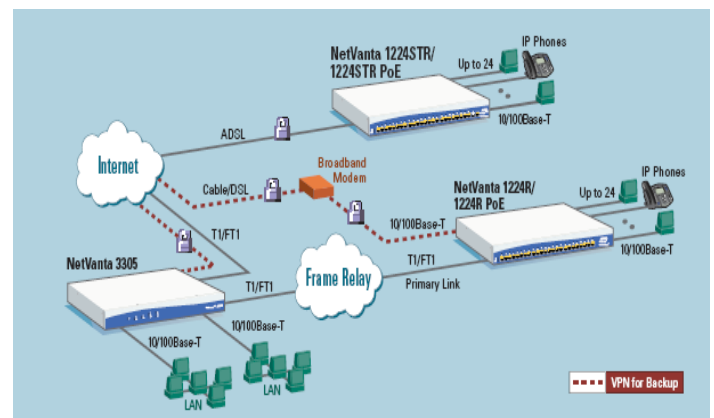 NetVanta 1224STR/
1224STR PoE
Up to 24
IP Phones
10/100Base-T
ADSL
Internet
Broadband
Modem
Cable/DSL
NetVanta 1224R/
1224R PoE
Up to 24
IP Phones
10/100Base-T
10/100Base-T
T1/FT1
NetVanta 3305
T1/FT1
Frame Relay
T1/FT1
Primary Link
10/100Base-T
10/100Base-T
LAN
LAN
VPN for Backup